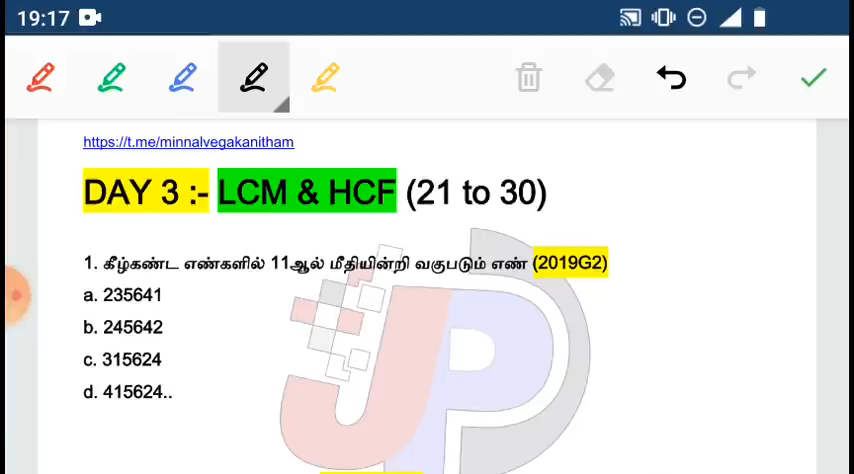 19:17
https://t.me/minnalvegakanitham
DAY 3 :- LCM & HCF (21 to 30)
1. கீழ்கண்ட எண்களில் 11ஆல் மீதியின்றி வகுபடும் எண் (2019G2)
a. 235641
b. 245642
c. 315624
d. 415624..
JP